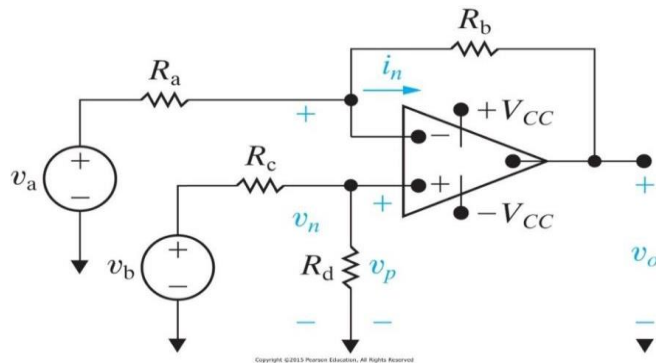 R_b
R_a
i_n
+
+V_CC
−
+
−
v_a
R_c
+
+
+
v_n
−V_CC
+
−
v_b
R_d
v_p
v_o
−
−
−
Copyright ©2015 Pearson Education, All Rights Reserved